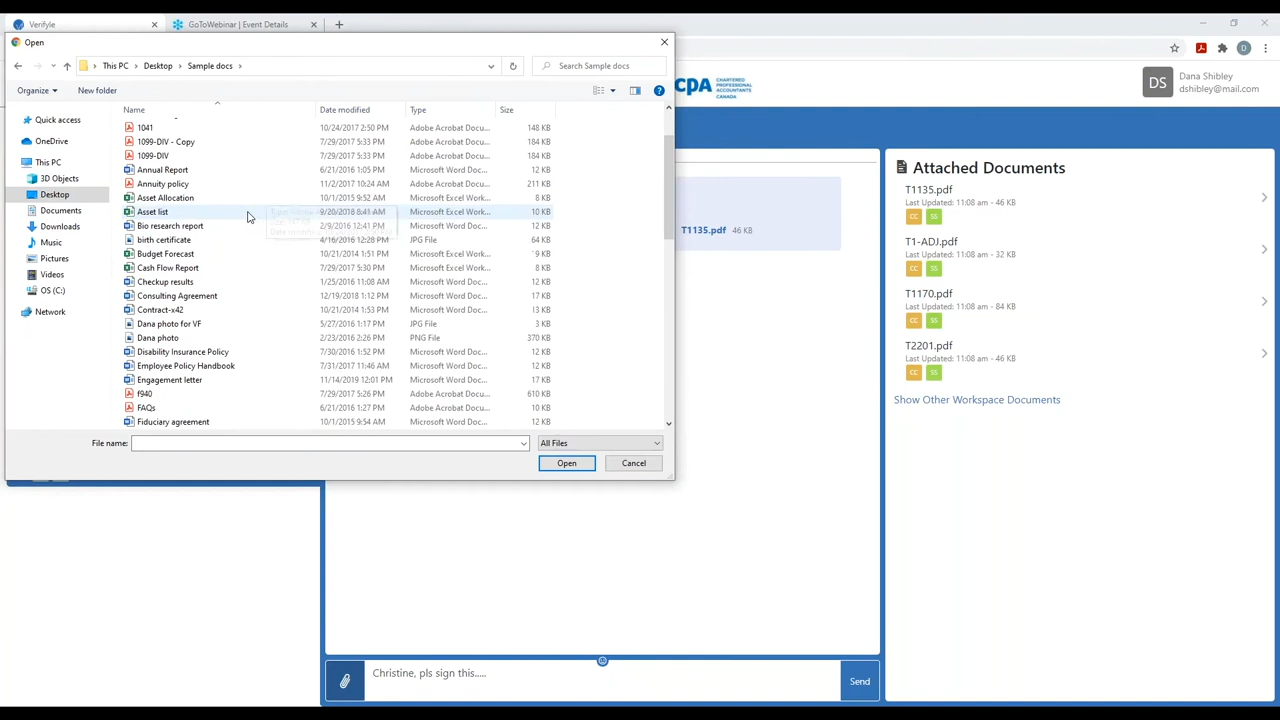 Verifyle
GoToWebinar | Event Details
Open
This PC > Desktop > Sample docs >
Search Sample docs
Organize
New folder
Name
Date modified
Type
Size
Quick access
OneDrive
This PC
3D Objects
Desktop
Documents
Downloads
Music
Pictures
Videos
OS (C:)
Network
1041 10/24/2017 2:50 PM Adobe Acrobat Docu... 148 KB
1099-DIV - Copy 7/29/2017 5:33 PM Adobe Acrobat Docu... 184 KB
1099-DIV 7/29/2017 5:33 PM Adobe Acrobat Docu... 184 KB
Annual Report 6/21/2016 1:05 PM Microsoft Word Doc... 12 KB
Annuity policy 11/2/2017 10:24 AM Adobe Acrobat Docu... 211 KB
Asset Allocation 10/1/2015 9:52 AM Microsoft Excel Work... 8 KB
Asset list 9/20/2018 8:41 AM Microsoft Excel Work... 10 KB
Bio research report 2/9/2016 12:41 PM Microsoft Word Doc... 12 KB
birth certificate 4/16/2016 12:28 PM JPG File 64 KB
Budget Forecast 10/21/2014 1:51 PM Microsoft Excel Work... 19 KB
Cash Flow Report 7/29/2017 5:30 PM Microsoft Excel Work... 8 KB
Checkup results 1/25/2016 11:08 AM Microsoft Word Doc... 12 KB
Consulting Agreement 12/19/2018 1:12 PM Microsoft Word Doc... 17 KB
Contract-x42 10/21/2014 1:53 PM Microsoft Word Doc... 13 KB
Dana photo for VF 5/27/2016 1:17 PM JPG File 3 KB
Dana photo 2/23/2016 2:26 PM PNG File 370 KB
Disability Insurance Policy 7/30/2016 1:52 PM Microsoft Word Doc... 12 KB
Employee Policy Handbook 7/31/2017 11:46 AM Microsoft Word Doc... 12 KB
Engagement letter 11/14/2019 12:01 PM Microsoft Word Doc... 17 KB
f940 7/29/2017 5:26 PM Adobe Acrobat Docu... 610 KB
FAQs 6/21/2016 1:27 PM Adobe Acrobat Docu... 10 KB
Fiduciary agreement 10/1/2015 9:54 AM Microsoft Word Doc... 12 KB
File name:
All Files
Open
Cancel
D
CPA
CHARTERED
PROFESSIONAL
ACCOUNTANTS
CANADA
DS
Dana Shibley
dshibley@mail.com
T1135.pdf 46 KB
Christine, pls sign this.....
Send
Attached Documents
T1135.pdf
Last Updated: 11:08 am - 46 KB
CC SS
T1-ADJ.pdf
Last Updated: 11:08 am - 32 KB
CC SS
T1170.pdf
Last Updated: 11:08 am - 84 KB
CC SS
T2201.pdf
Last Updated: 11:08 am - 46 KB
CC SS
Show Other Workspace Documents